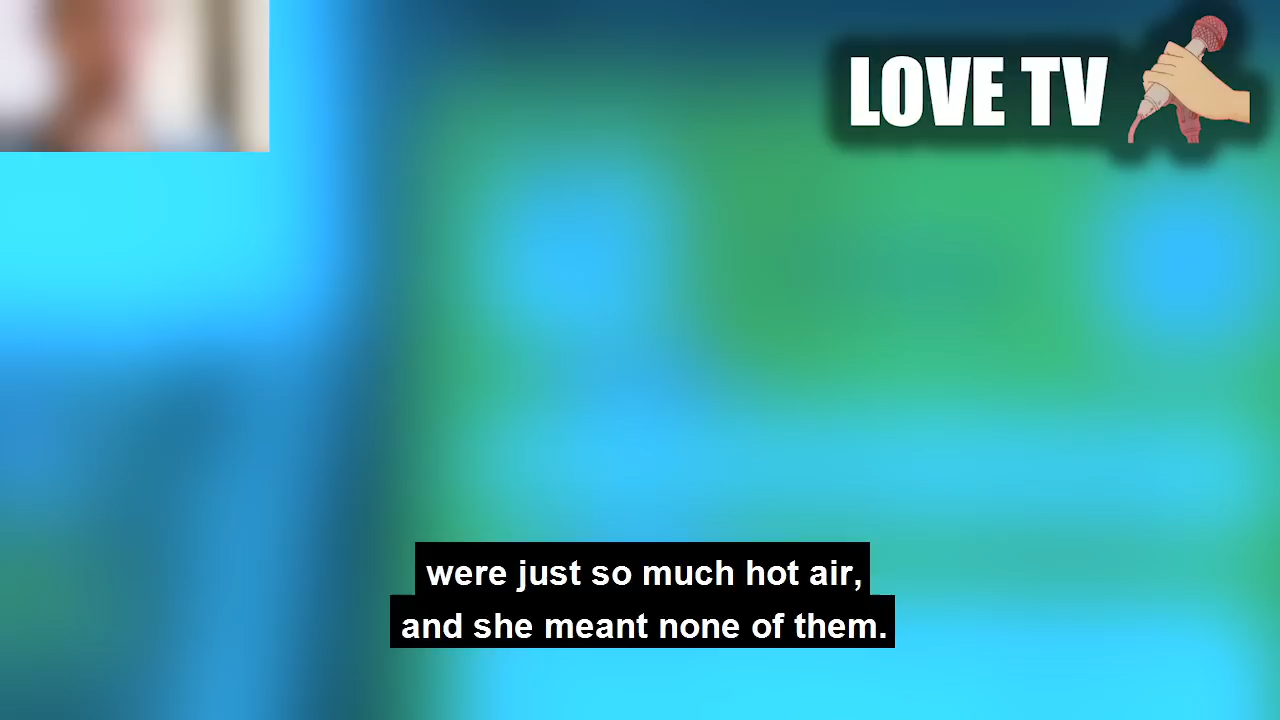 LOVE TV
were just so much hot air,
and she meant none of them.